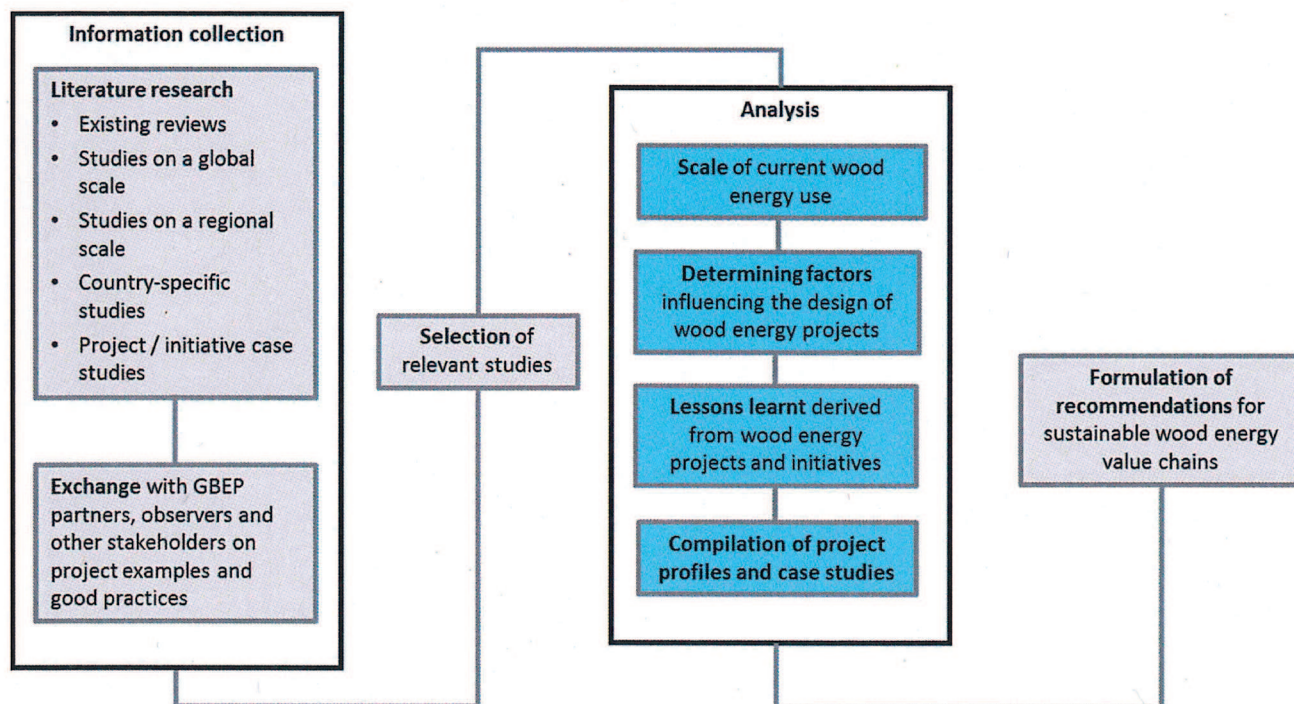 Information collection
Literature research
• Existing reviews
• Studies on a global
scale
• Studies on a regional
scale
• Country-specific
studies
• Project / initiative case
studies
Exchange with GBEP
partners, observers and
other stakeholders on
project examples and
good practices
Selection of
relevant studies
Analysis
Scale of current wood
energy use
Determining factors
influencing the design of
wood energy projects
Lessons learnt derived
from wood energy
projects and initiatives
Compilation of project
profiles and case studies
Formulation of
recommendations for
sustainable wood energy
value chains